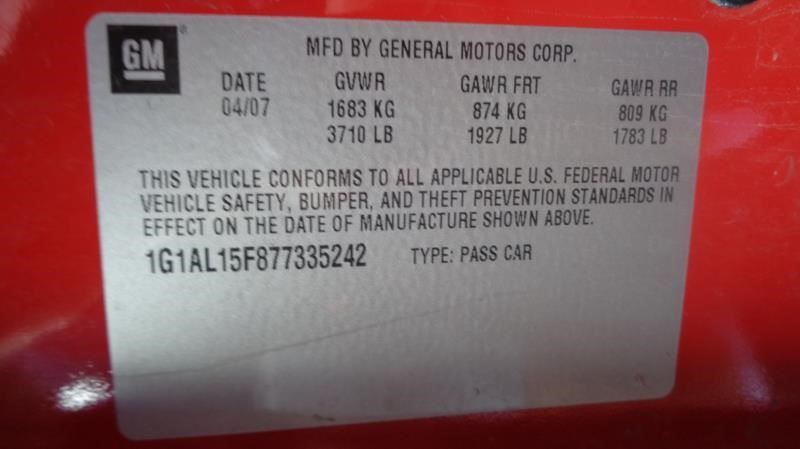 GM
MFD BY GENERAL MOTORS CORP.
DATE GVWR GAWR FRT GAWR RR
04/07 1683 KG 874 KG 809 KG
3710 LB 1927 LB 1783 LB
THIS VEHICLE CONFORMS TO ALL APPLICABLE U.S. FEDERAL MOTOR
VEHICLE SAFETY, BUMPER, AND THEFT PREVENTION STANDARDS IN
EFFECT ON THE DATE OF MANUFACTURE SHOWN ABOVE.
1G1AL15F877335242 TYPE: PASS CAR